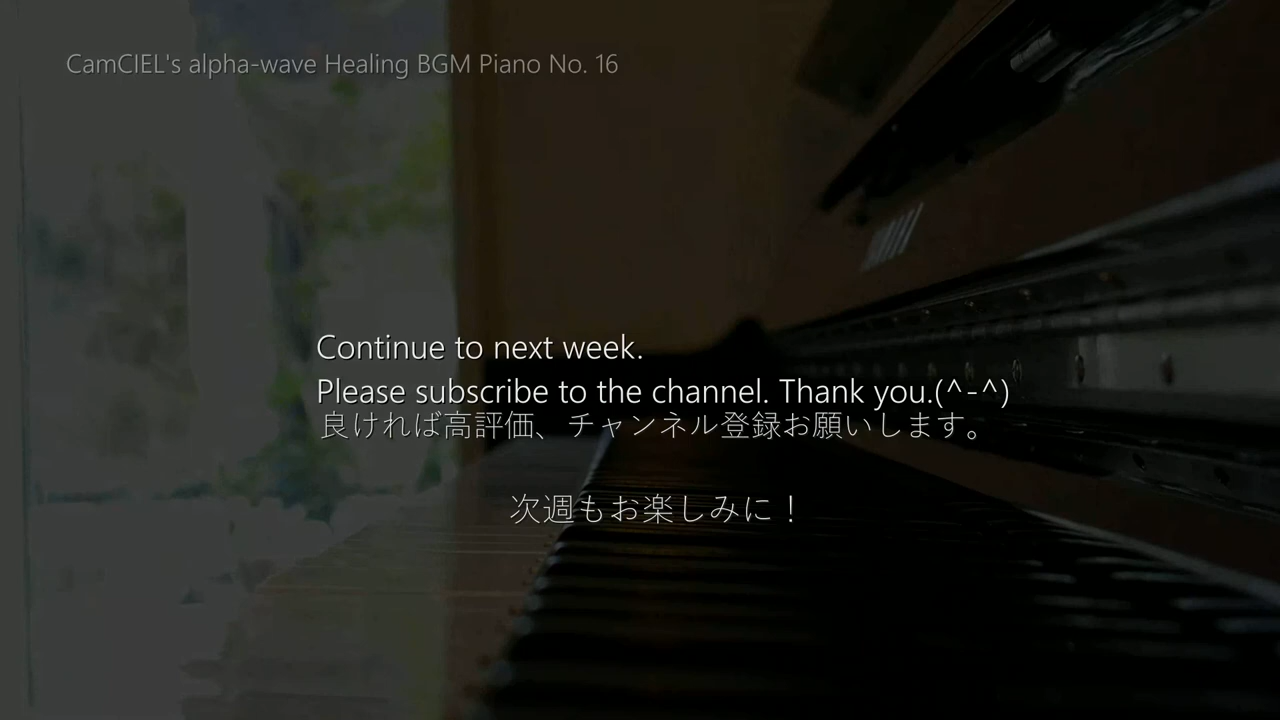 CamCIEL's alpha-wave Healing BGM Piano No. 16
Continue to next week.
Please subscribe to the channel. Thank you.(^-^)
良ければ高評価、チャンネル登録お願いします。
次週もお楽しみに！